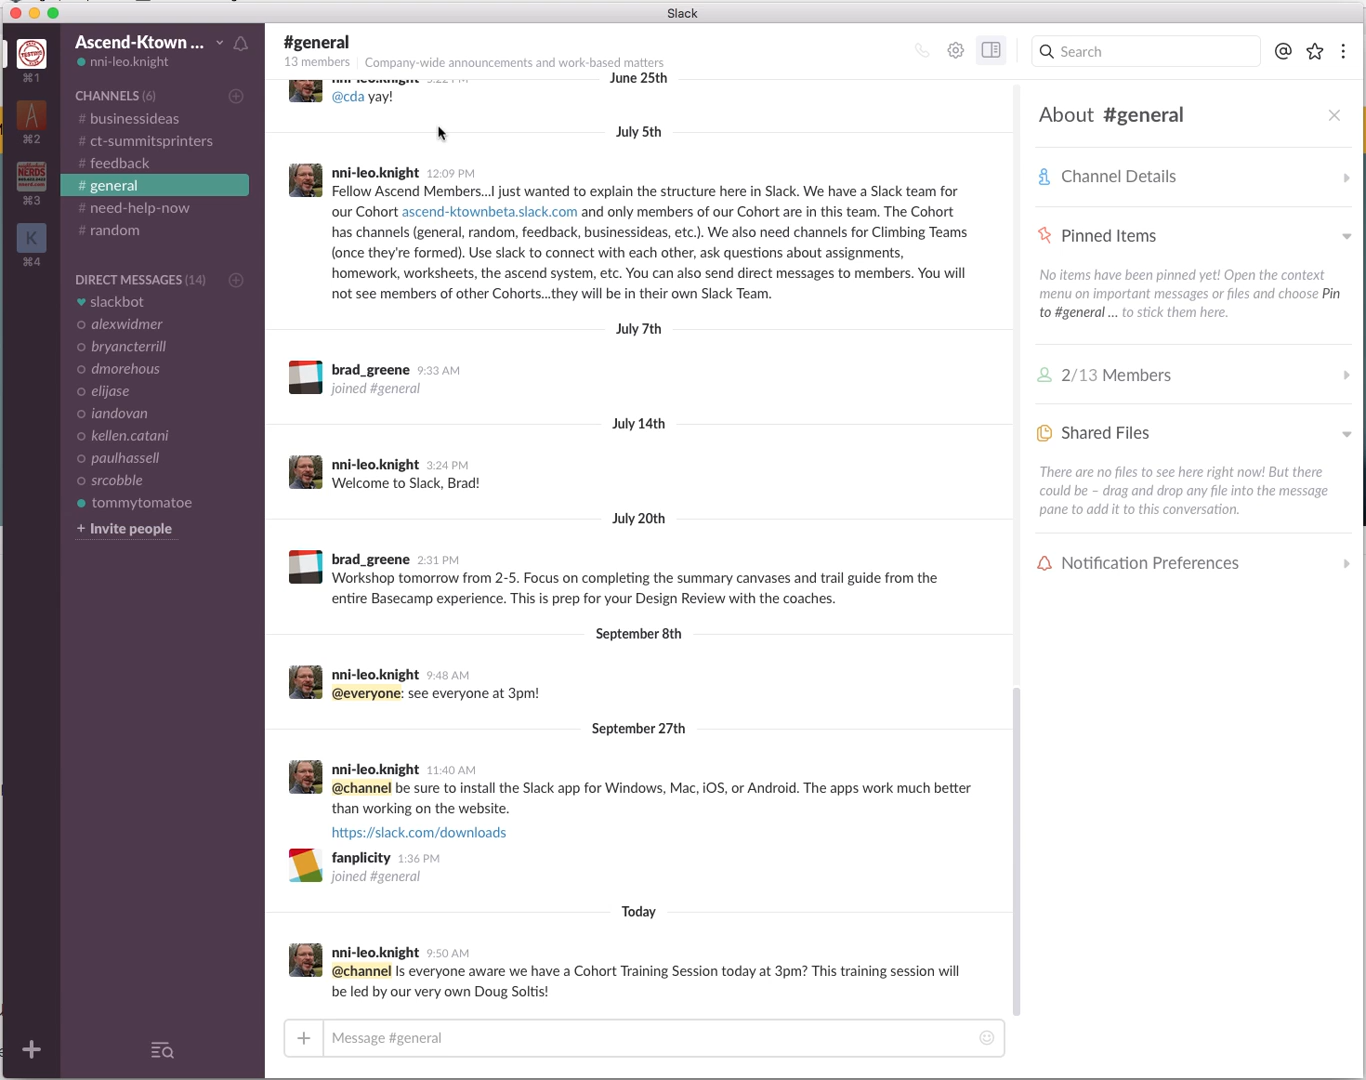 Slack
Ascend-Ktown ...
nni-leo.knight
⌘1
⌘2
⌘3
K
⌘4
CHANNELS (6)
# businessideas
# ct-summitsprinters
# feedback
# general
# need-help-now
# random
DIRECT MESSAGES (14)
slackbot
alexwidmer
bryancterrill
dmorehous
elijase
iandovan
kellen.catani
paulhassell
srcobble
tommytomatoe
+ Invite people
#general
13 members
Company-wide announcements and work-based matters
Search
June 25th
@cda yay!
July 5th
nni-leo.knight 12:09 PM
Fellow Ascend Members...I just wanted to explain the structure here in Slack. We have a Slack team for
our Cohort ascend-ktownbeta.slack.com and only members of our Cohort are in this team. The Cohort
has channels (general, random, feedback, businessideas, etc.). We also need channels for Climbing Teams
(once they're formed). Use slack to connect with each other, ask questions about assignments,
homework, worksheets, the ascend system, etc. You can also send direct messages to members. You will
not see members of other Cohorts...they will be in their own Slack Team.
July 7th
brad_greene 9:33 AM
joined #general
July 14th
nni-leo.knight 3:24 PM
Welcome to Slack, Brad!
July 20th
brad_greene 2:31 PM
Workshop tomorrow from 2-5. Focus on completing the summary canvases and trail guide from the
entire Basecamp experience. This is prep for your Design Review with the coaches.
September 8th
nni-leo.knight 9:48 AM
@everyone: see everyone at 3pm!
September 27th
nni-leo.knight 11:40 AM
@channel be sure to install the Slack app for Windows, Mac, iOS, or Android. The apps work much better
than working on the website.
https://slack.com/downloads
fanplicity 1:36 PM
joined #general
Today
nni-leo.knight 9:50 AM
@channel Is everyone aware we have a Cohort Training Session today at 3pm? This training session will
be led by our very own Doug Soltis!
Message #general
About #general
Channel Details
Pinned Items
No items have been pinned yet! Open the context
menu on important messages or files and choose Pin
to #general ... to stick them here.
2/13 Members
Shared Files
There are no files to see here right now! But there
could be – drag and drop any file into the message
pane to add it to this conversation.
Notification Preferences